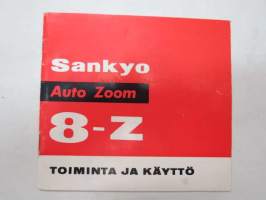 Sankyo
Auto Zoom
8-Z
TOIMINTA JA KÄYTTÖ